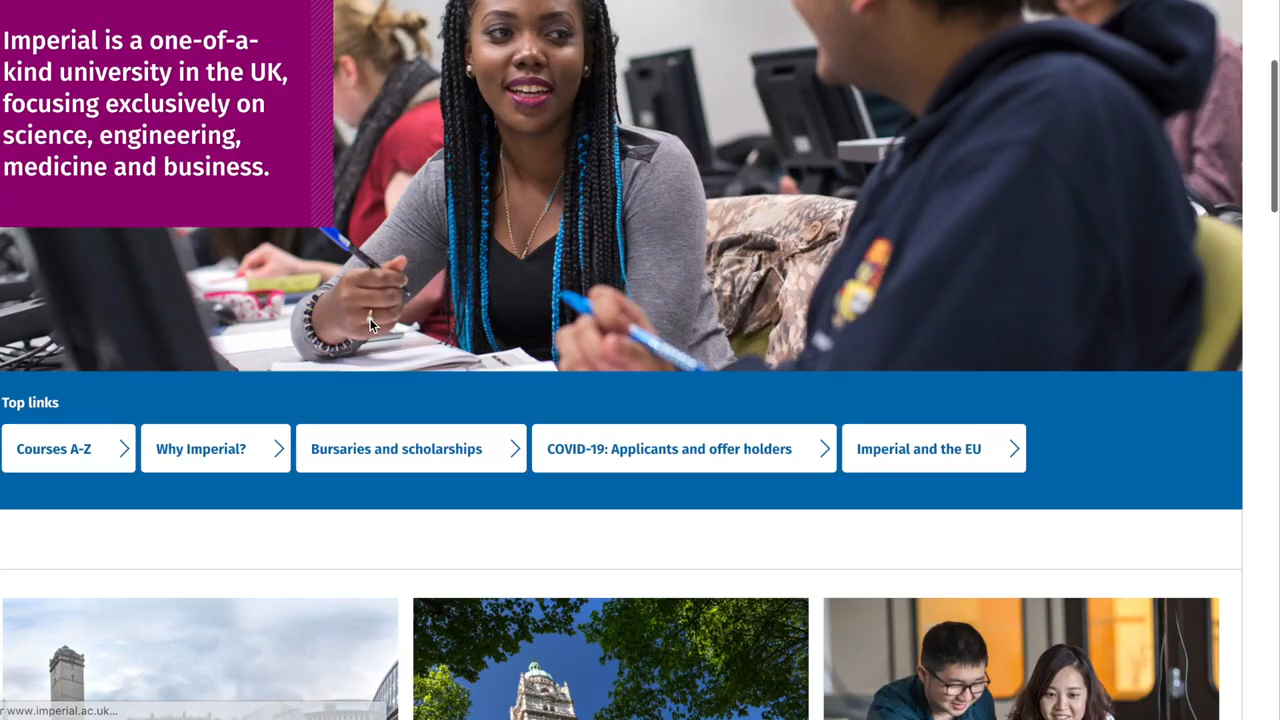 Imperial is a one-of-a-
kind university in the UK,
focusing exclusively on
science, engineering,
medicine and business.
Top links
Courses A-Z
Why Imperial?
Bursaries and scholarships
COVID-19: Applicants and offer holders
Imperial and the EU
r www.imperial.ac.uk...